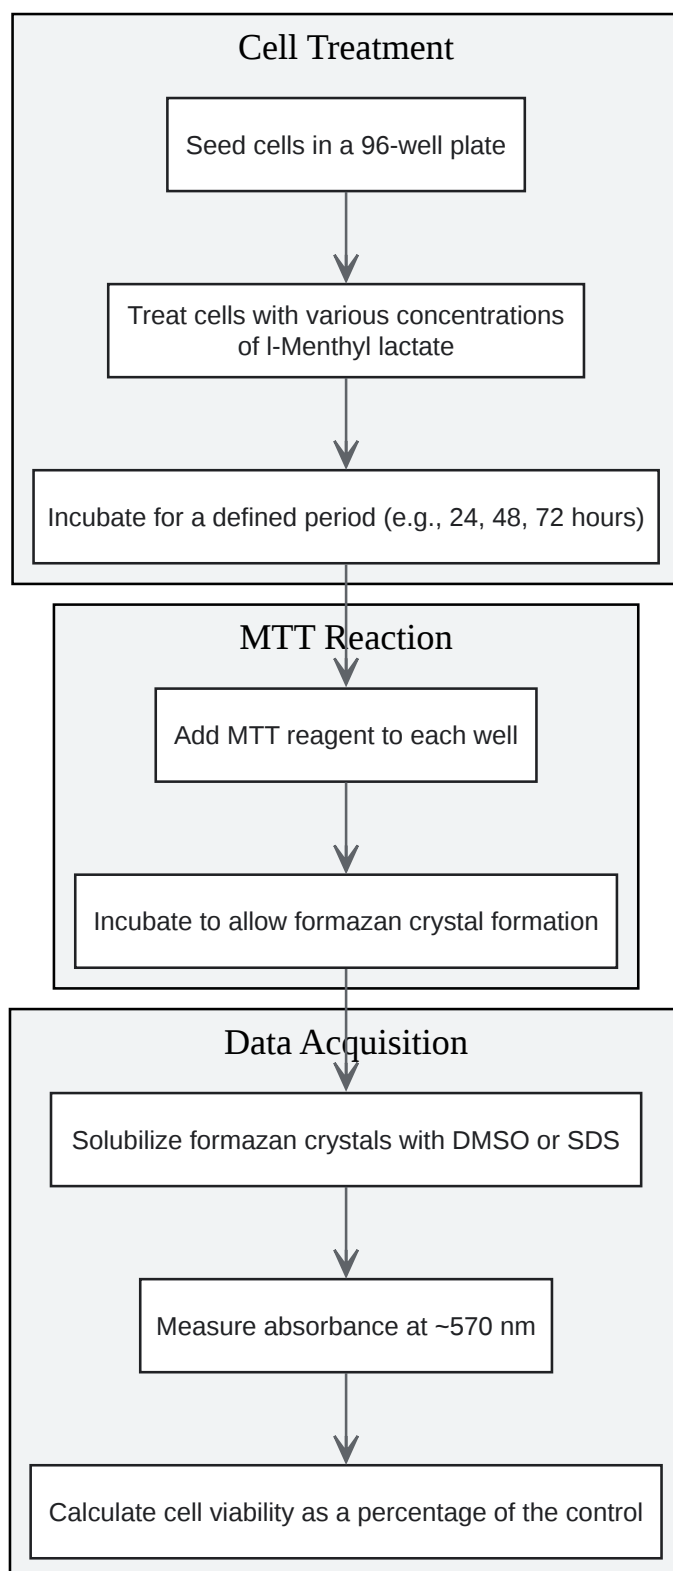 Cell Treatment
Seed cells in a 96-well plate
Treat cells with various concentrations
of l-Menthyl lactate
Incubate for a defined period (e.g., 24, 48, 72 hours)
MTT Reaction
Add MTT reagent to each well
Incubate to allow formazan crystal formation
Data Acquisition
Solubilize formazan crystals with DMSO or SDS
Measure absorbance at ~570 nm
Calculate cell viability as a percentage of the control